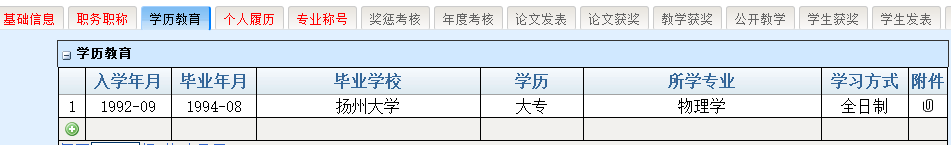 基础信息 职务职称 学历教育 个人履历 专业称号 奖惩考核 年度考核 论文发表 论文获奖 教学获奖 公开教学 学生获奖 学生发表
学历教育
入学年月 毕业年月 毕业学校 学历 所学专业 学习方式 附件
1 1992-09 1994-08 扬州大学 大专 物理学 全日制